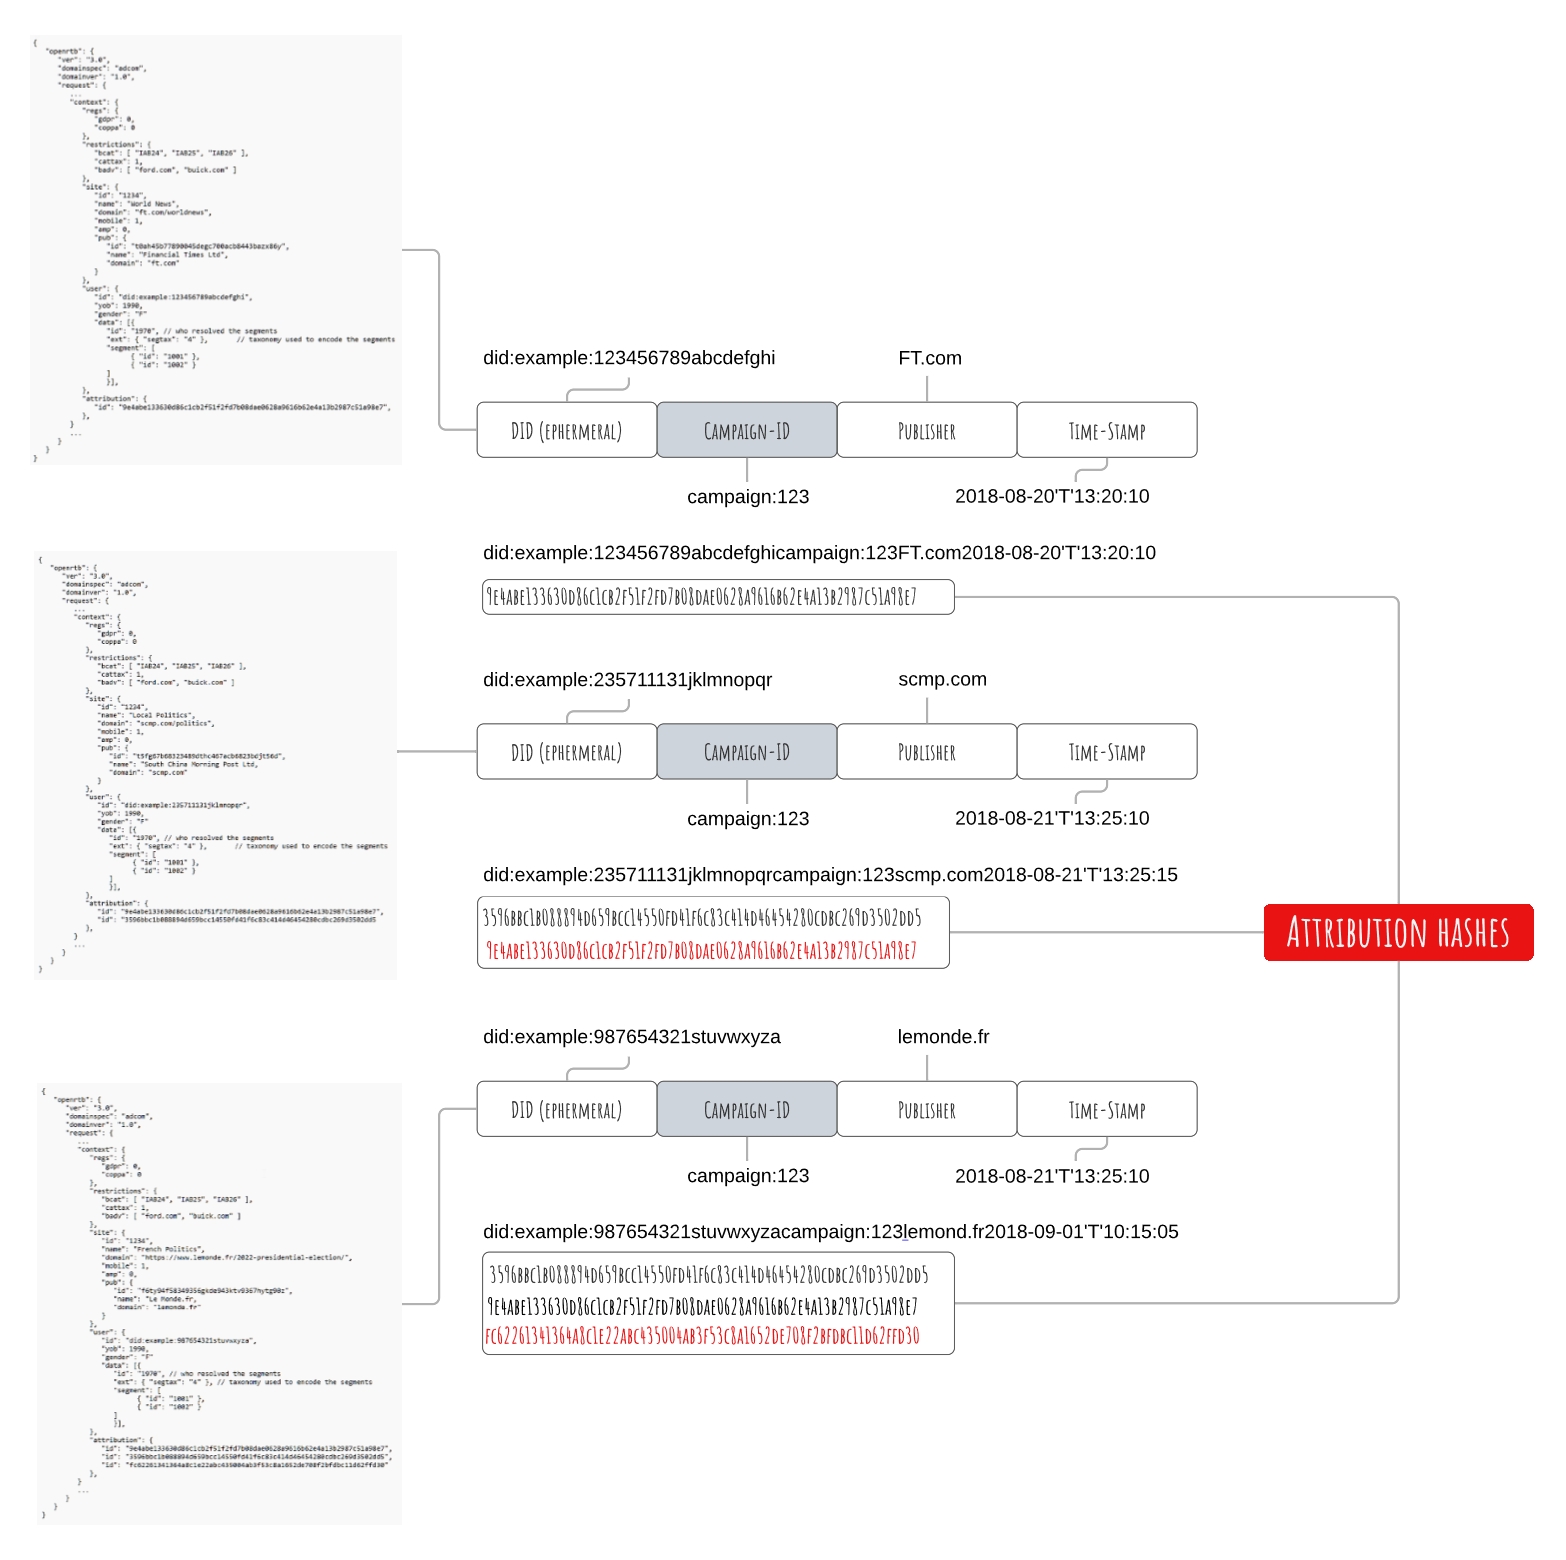 {
"openrtb": {
"ver": "3.0",
"domainspec": "adcom",
"domainver": "1.0",
"request": {
...
"context": {
"regs": {
"gdpr": 0,
"coppa": 0
},
"restrictions": {
"bcat": [ "IAB24", "IAB25", "IAB26" ],
"cattax": 1,
"badv": [ "ford.com", "buick.com" ]
},
"site": {
"id": "1234",
"name": "World News",
"domain": "ft.com/worldnews",
"mobile": 1,
"amp": 0,
"pub": {
"id":
"name": "Financial Times Ltd",
"domain": "ft.com"
}
},
"user": {
"id": "did:example:123456789abcdefghi",
"yob": 1990,
"gender": "F"
"data": [{
"id": "1970", // who resolved the segments
"ext": { "segtax": "4" }, // taxonomy used to encode the segments
"segment": [
{ "id": "1001" },
{ "id": "1002" }
]
}],
},
"attribution": {
"id": "9e4abe133630d86c1cb2f51f2fd7b08dae0628a9616b62e4a13b2987c51a98e7",
},
}
...
}
}
}
did:example:123456789abcdefghi FT.com
DID (ephermeral) Campaign-ID Publisher Time-Stamp
campaign:123 2018-08-20'T'13:20:10
did:example:123456789abcdefghicampaign:123FT.com2018-08-20'T'13:20:10
9e4abe133630d86c1cb2f51f2fd7b08dae0628a9616b62e4a13b2987c51a98e7
{
"openrtb": {
"ver": "3.0",
"domainspec": "adcom",
"domainver": "1.0",
"request": {
...
"context": {
"regs": {
"gdpr": 0,
"coppa": 0
},
"restrictions": {
"bcat": [ "IAB24", "IAB25", "IAB26" ],
"cattax": 1,
"badv": [ "ford.com", "buick.com" ]
},
"site": {
"id": "1234",
"name": "Local Politics",
"domain": "scmp.com/politics",
"mobile": 1,
"amp": 0,
"pub": {
"id":
"name": "South China Morning Post Ltd,
"domain": "scmp.com"
}
},
"user": {
"id": "did:example:235711131jklmnopqr",
"yob": 1990,
"gender": "F"
"data": [{
"id": "1970", // who resolved the segments
"ext": { "segtax": "4" }, // taxonomy used to encode the segments
"segment": [
{ "id": "1001" },
{ "id": "1002" }
]
}],
},
"attribution": {
"id": "9e4abe133630d86c1cb2f51f2fd7b08dae0628a9616b62e4a13b2987c51a98e7",
"id": "3596bbc1b088894d659bcc14550fd41f6c83c414d46454280cdbc269d3502dd5
},
}
...
}
}
}
did:example:235711131jklmnopqr scmp.com
DID (ephermeral) Campaign-ID Publisher Time-Stamp
campaign:123 2018-08-21'T'13:25:10
did:example:235711131jklmnopqrcampaign:123scmp.com2018-08-21'T'13:25:15
3596bbc1b088894d659bcc14550fd41f6c83c414d46454280cdbc269d3502dd5
9e4abe133630d86c1cb2f51f2fd7b08dae0628a9616b62e4a13b2987c51a98e7
Attribution hashes
{
"openrtb": {
"ver": "3.0",
"domainspec": "adcom",
"domainver": "1.0",
"request": {
...
"context": {
"regs": {
"gdpr": 0,
"coppa": 0
},
"restrictions": {
"bcat": [ "IAB24", "IAB25", "IAB26" ],
"cattax": 1,
"badv": [ "ford.com", "buick.com" ]
},
"site": {
"id": "1234",
"name": "French Politics",
"domain": "https://www.lemonde.fr/2022-presidential-election/",
"mobile": 1,
"amp": 0,
"pub": {
"id":
"name": "Le Monde.fr,
"domain": "lemonde.fr"
}
},
"user": {
"id": "did:example:987654321stuvwxyza",
"yob": 1990,
"gender": "F"
"data": [{
"id": "1970", // who resolved the segments
"ext": { "segtax": "4" }, // taxonomy used to encode the segments
"segment": [
{ "id": "1001" },
{ "id": "1002" }
]
}],
},
"attribution": {
"id": "9e4abe133630d86c1cb2f51f2fd7b08dae0628a9616b62e4a13b2987c51a98e7",
"id": "3596bbc1b088894d659bcc14550fd41f6c83c414d46454280cdbc269d3502dd5",
"id": "fc62261341364a8c1e22abc435004ab3f53c8a1652de708f2bfdbc11d62ffd30"
},
}
...
}
}
}
did:example:987654321stuvwxyza lemonde.fr
DID (ephermeral) Campaign-ID Publisher Time-Stamp
campaign:123 2018-08-21'T'13:25:10
did:example:987654321stuvwxyzacampaign:123lemond.fr2018-09-01'T'10:15:05
3596bbc1b088894d659bcc14550fd41f6c83c414d46454280cdbc269d3502dd5
9e4abe133630d86c1cb2f51f2fd7b08dae0628a9616b62e4a13b2987c51a98e7
fc62261341364a8c1e22abc435004ab3f53c8a1652de708f2bfdbc11d62ffd30